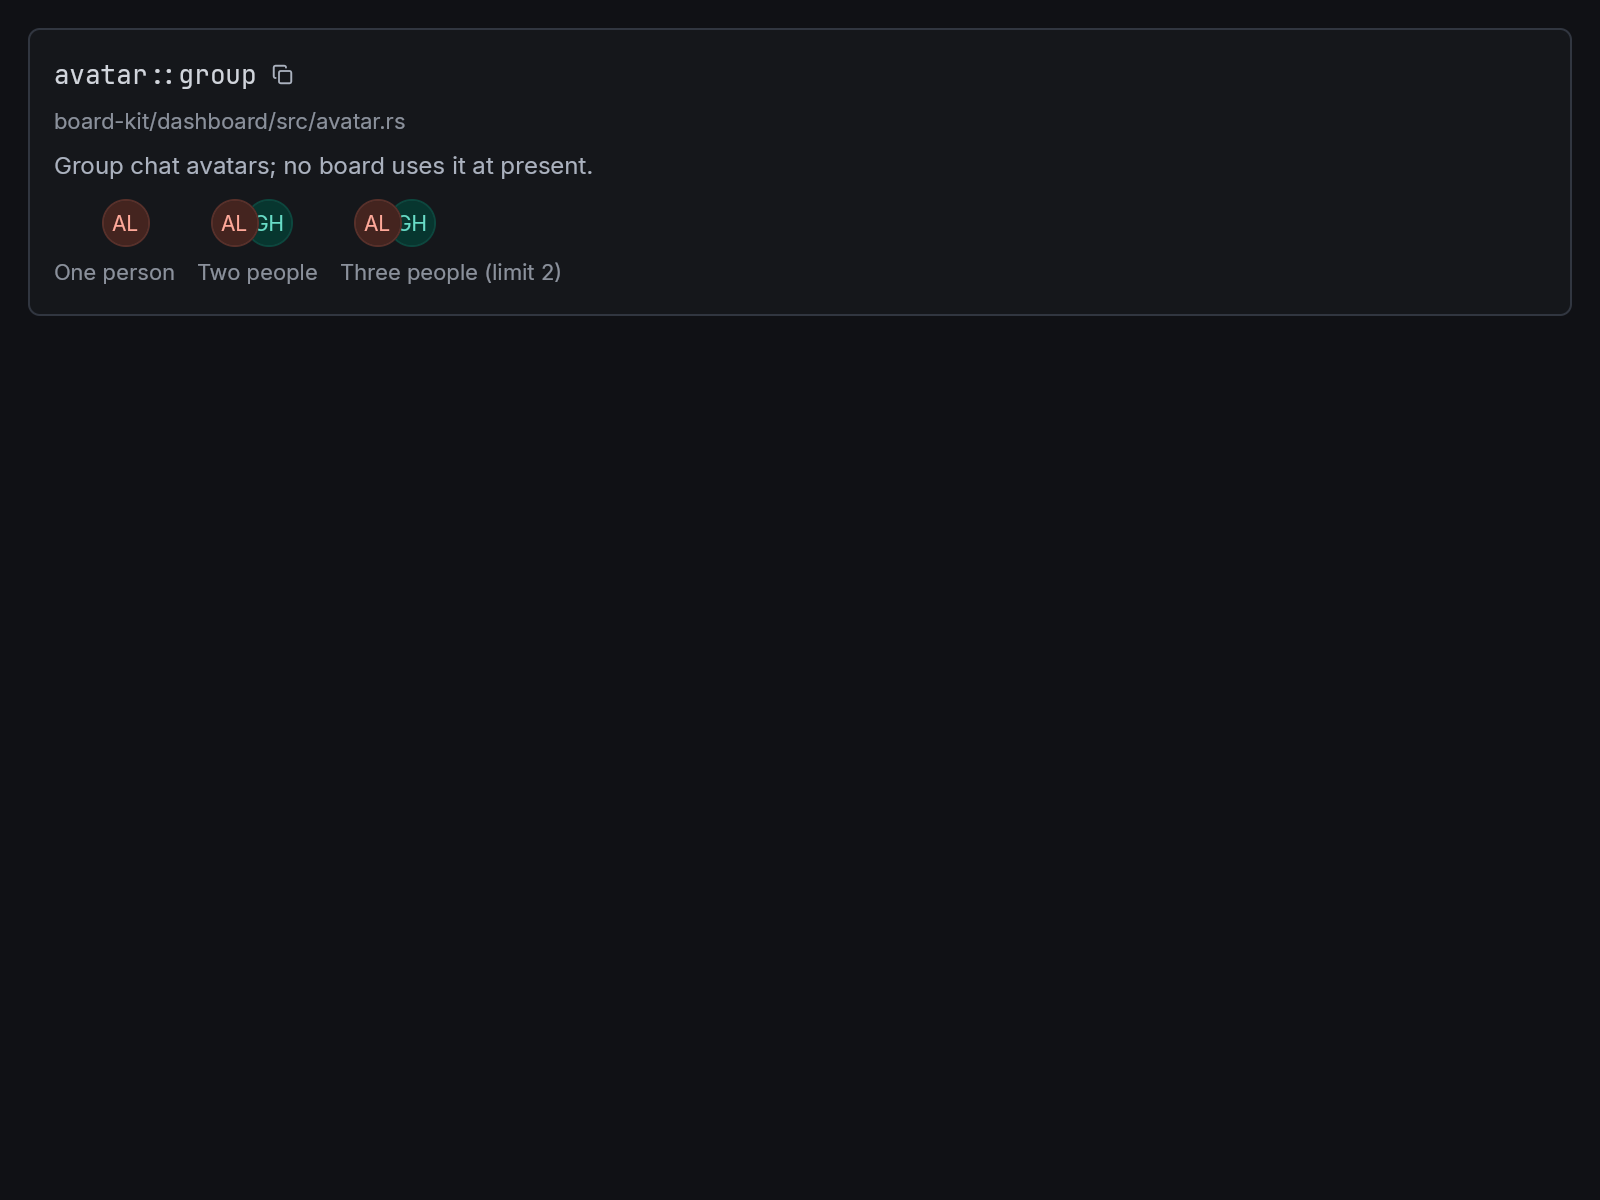 avatar::group
board-kit/dashboard/src/avatar.rs
Group chat avatars; no board uses it at present.
AL AL GH AL GH
One person Two people Three people (limit 2)